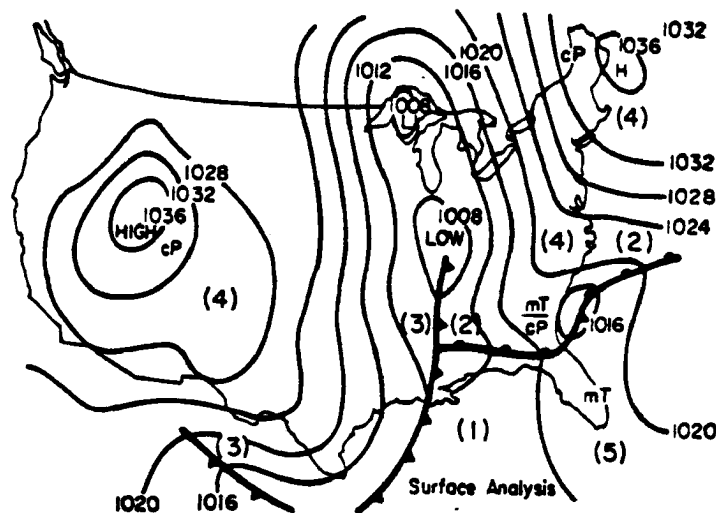 1032
1036
H
cP
1020
1016
1012
1008
L
(4)
1032
1028
1024
1028
1032
1036
HIGH
cP
(4)
1008
LOW
(4)
(2)
(3)
(2)
mT
cP
1016
mT
1020
(1)
(5)
(3)
1020
1016
Surface Analysis